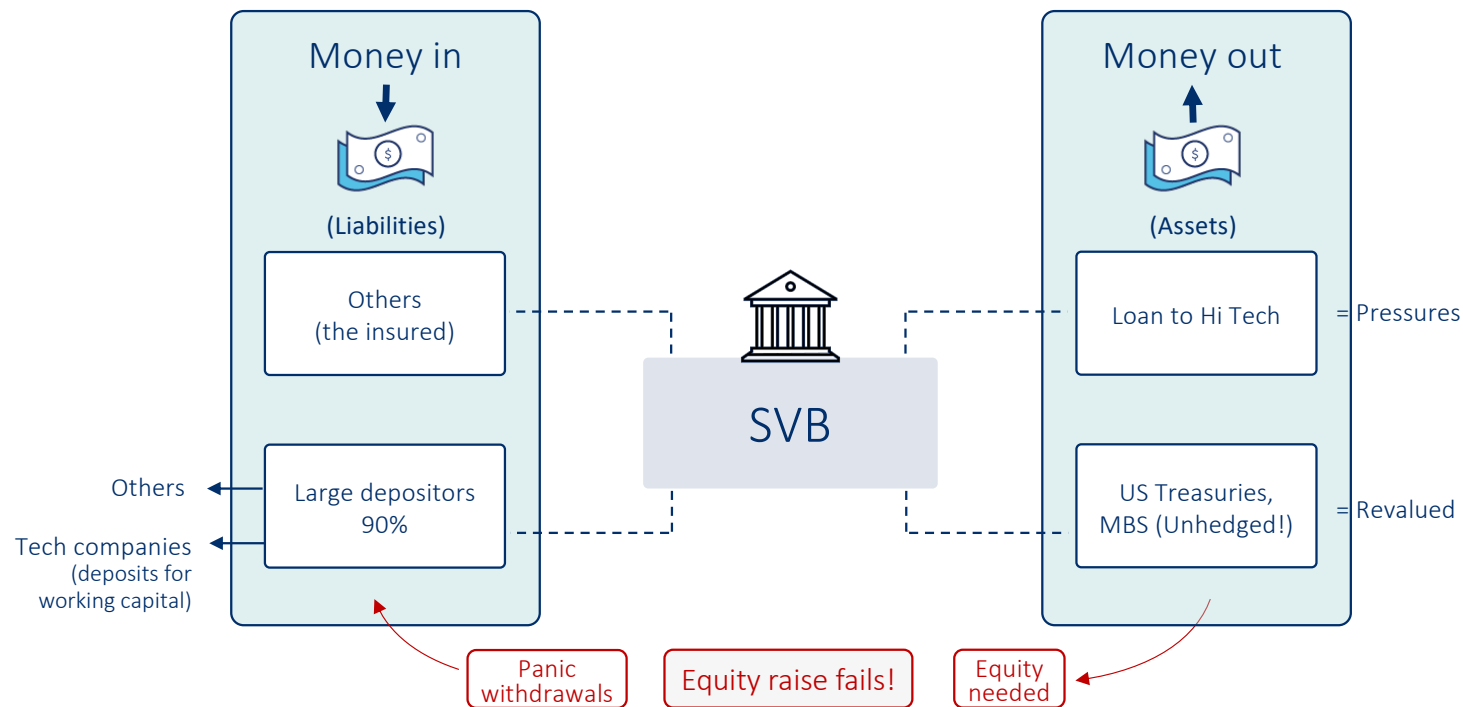 Money in
$
(Liabilities)
Others
(the insured)
Large depositors
90%
Others
Tech companies
(deposits for
working capital)
SVB
Money out
$
(Assets)
Loan to Hi Tech
= Pressures
US Treasuries,
MBS (Unhedged!)
= Revalued
Panic
withdrawals
Equity raise fails!
Equity
needed